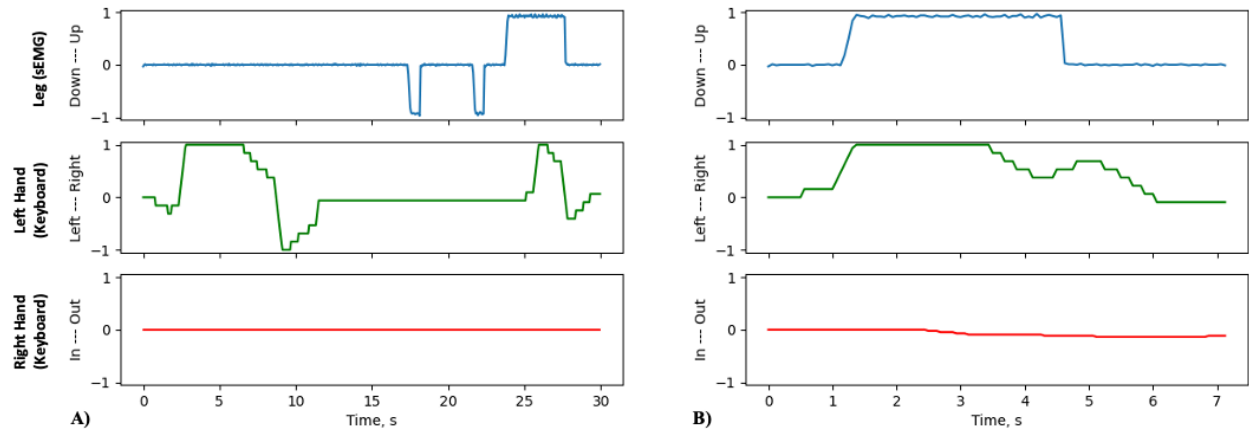 Leg (sEMG)
Down --- Up
1
0
−1
1
0
−1
Left Hand
(Keyboard)
Left --- Right
1
0
−1
1
0
−1
Right Hand
(Keyboard)
In --- Out
1
0
−1
0 5 10 15 20 25 30
Time, s
A)
Down --- Up
Left --- Right
In --- Out
1
0
−1
0 1 2 3 4 5 6 7
Time, s
B)